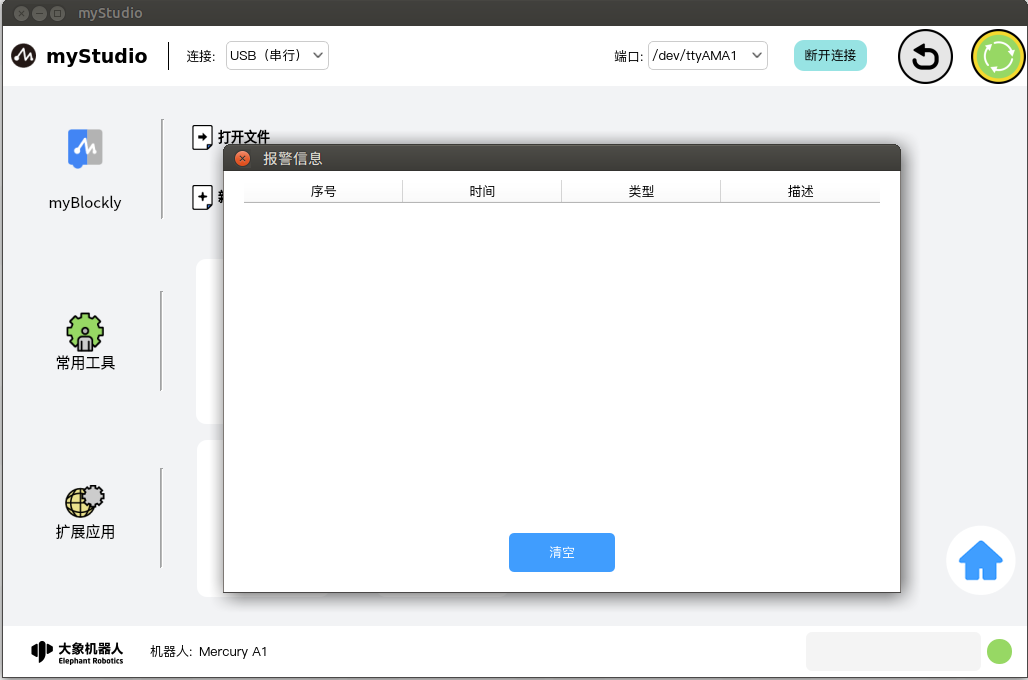 myStudio
myStudio
连接: USB（串行）
端口: /dev/ttyAMA1
断开连接
打开文件
报警信息
序号 时间 类型 描述
myBlockly
常用工具
扩展应用
清空
大象机器人
Elephant Robotics
机器人: Mercury A1